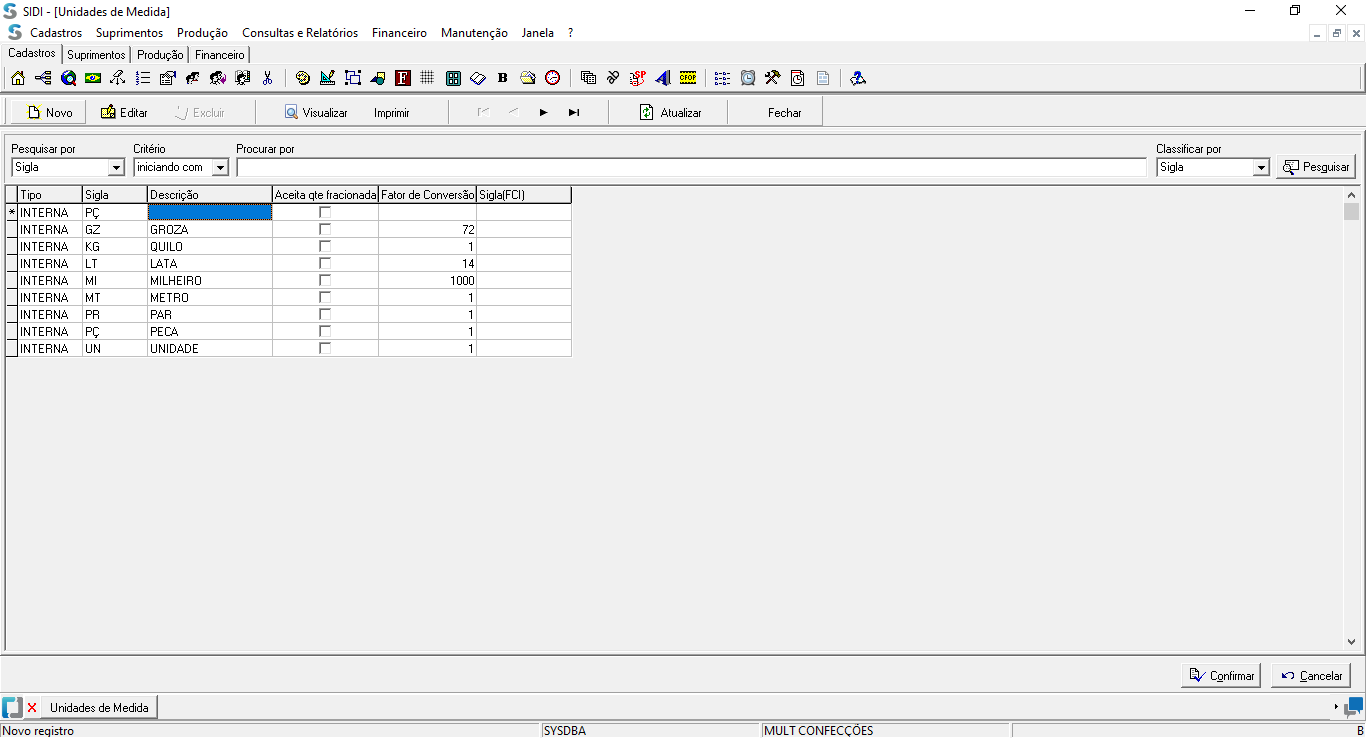 SIDI - [Unidades de Medida]
Cadastros Suprimentos Produção Consultas e Relatórios Financeiro Manutenção Janela ?
Cadastros Suprimentos Produção Financeiro
F B SP CFOP
Novo Editar Excluir Visualizar Imprimir Atualizar Fechar
Pesquisar por Critério Procurar por Classificar por
Sigla iniciando com Sigla Pesquisar
Tipo Sigla Descrição Aceita qte fracionada Fator de Conversão Sigla(FCI)
* INTERNA PÇ
INTERNA GZ GROZA 72
INTERNA KG QUILO 1
INTERNA LT LATA 14
INTERNA MI MILHEIRO 1000
INTERNA MT METRO 1
INTERNA PR PAR 1
INTERNA PÇ PECA 1
INTERNA UN UNIDADE 1
Confirmar Cancelar
Unidades de Medida
Novo registro SYSDBA MULT CONFECÇÕES B